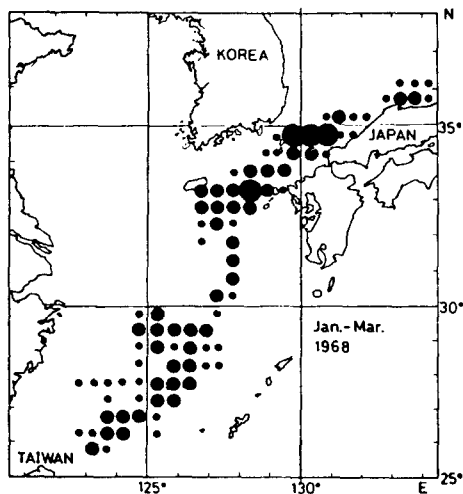 N
KOREA
35°
JAPAN
30°
Jan.-Mar.
1968
TAIWAN
25°
125°
130°
E